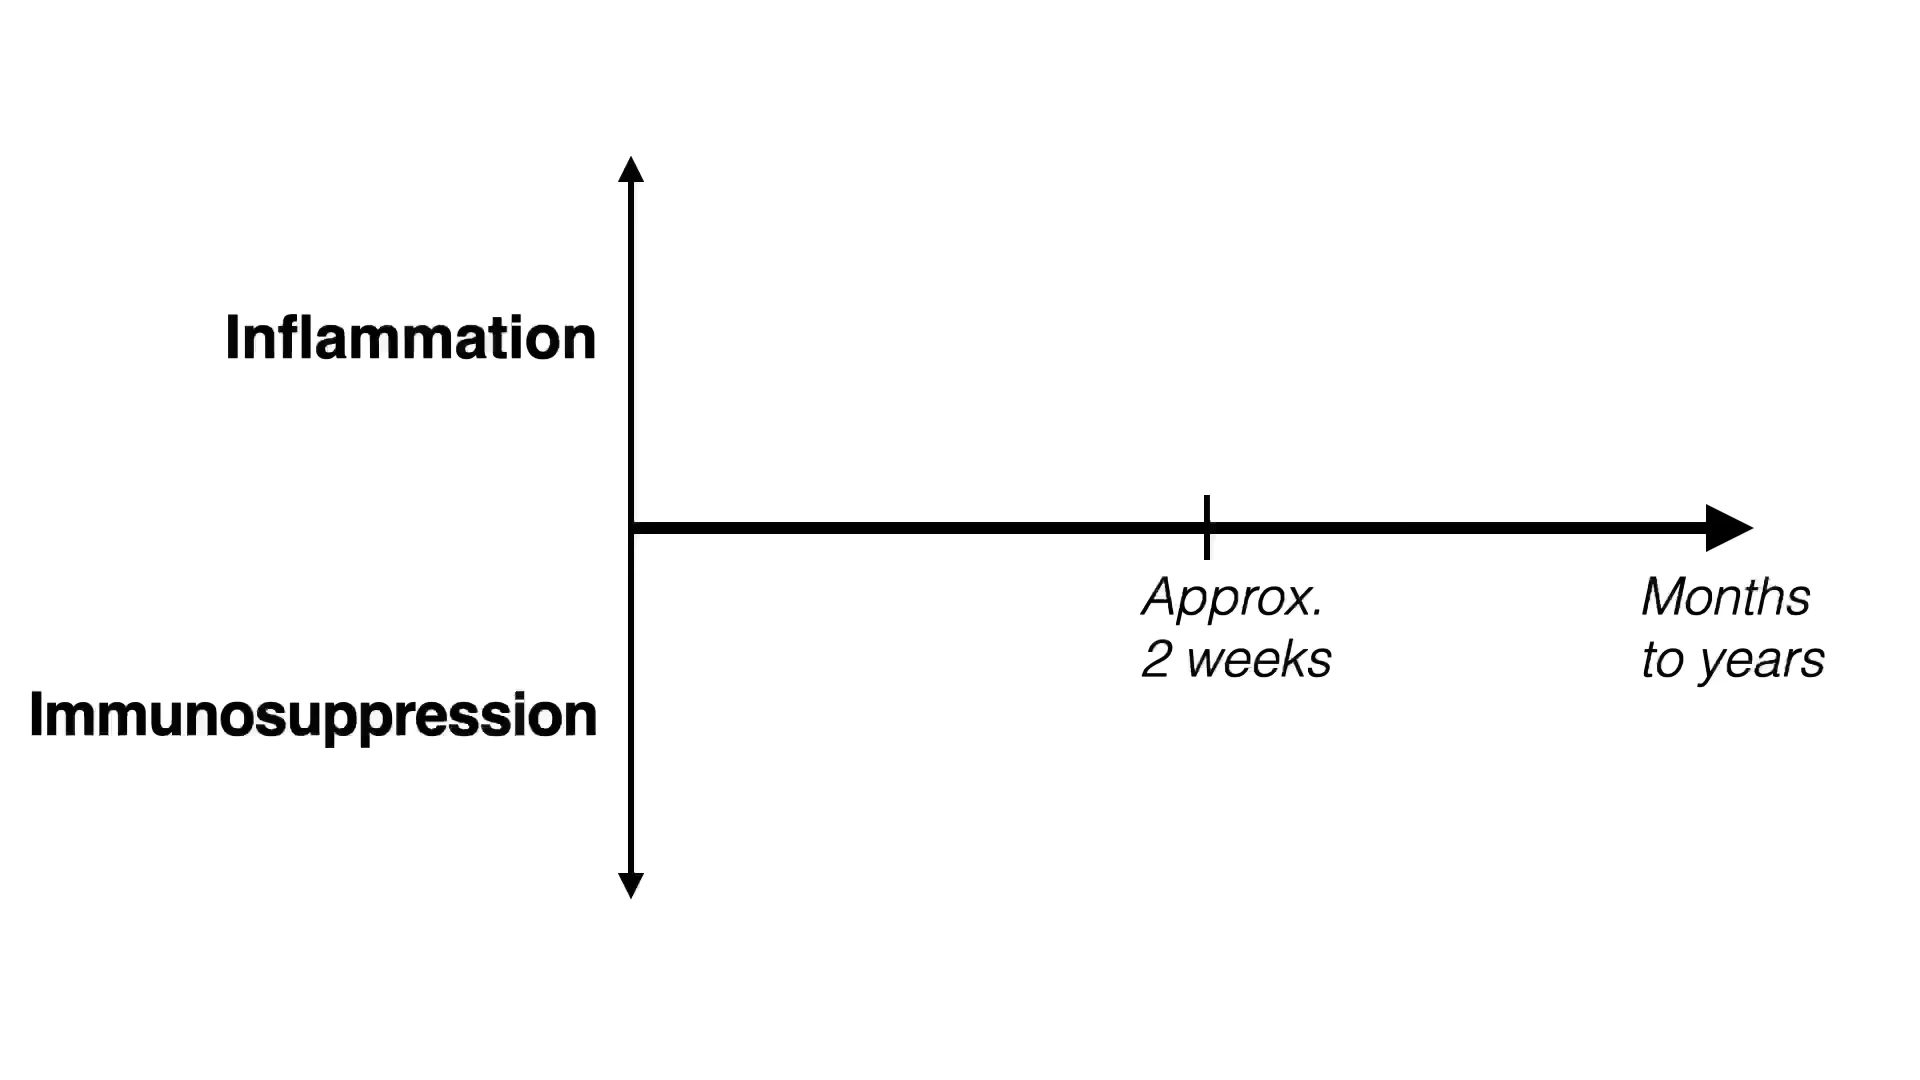 Inflammation
Approx.
2 weeks
Months
to years
Immunosuppression